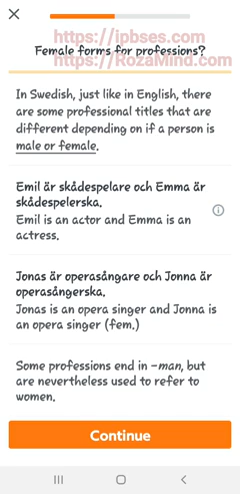 Female forms for professions?
https://ipbses.com
https://RozaMind.com
In Swedish, just like in English, there
are some professional titles that are
different depending on if a person is
male or female.
Emil är skådespelare och Emma är
skådespelerska.
Emil is an actor and Emma is an
actress.
Jonas är operasångare och Jonna är
operasångerska.
Jonas is an opera singer and Jonna is
an opera singer (fem.)
Some professions end in -man, but
are nevertheless used to refer to
women.
Continue